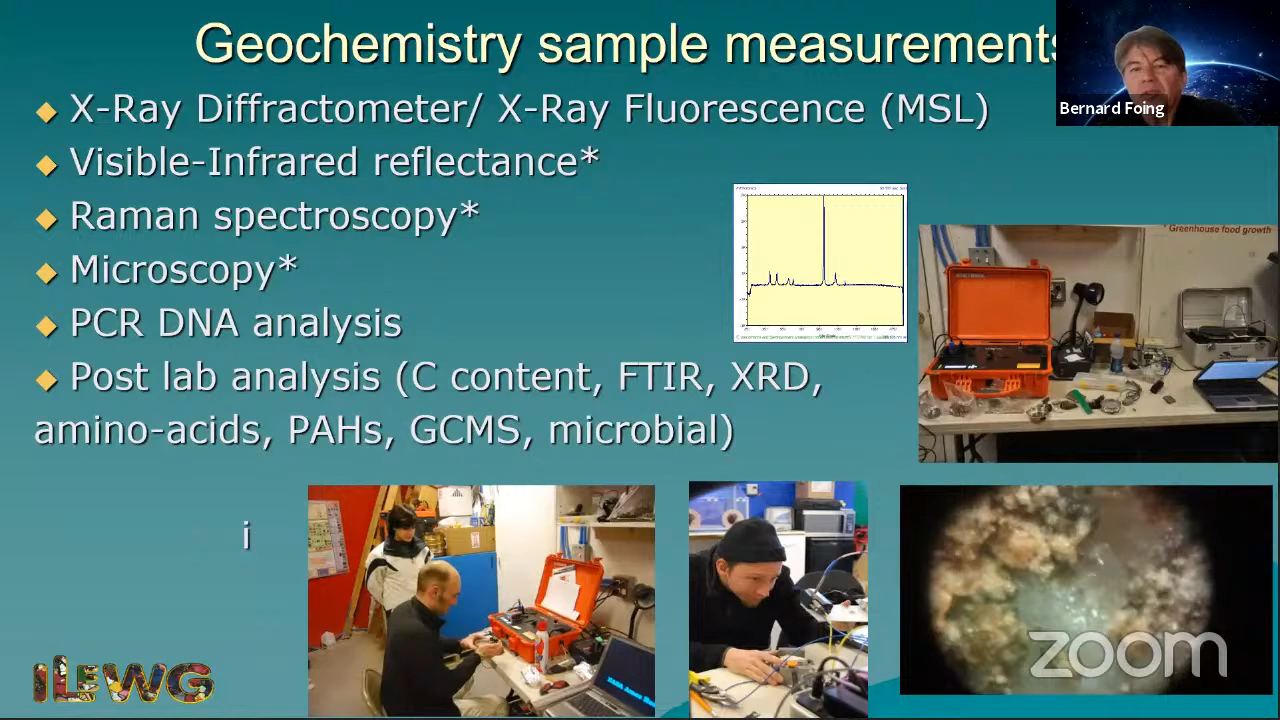 Geochemistry sample measurements
Bernard Foing
◆ X-Ray Diffractometer/ X-Ray Fluorescence (MSL)
◆ Visible-Infrared reflectance*
◆ Raman spectroscopy*
◆ Microscopy*
◆ PCR DNA analysis
◆ Post lab analysis (C content, FTIR, XRD,
amino-acids, PAHs, GCMS, microbial)
* Greenhouse food growth
i
ILEWG
zoom